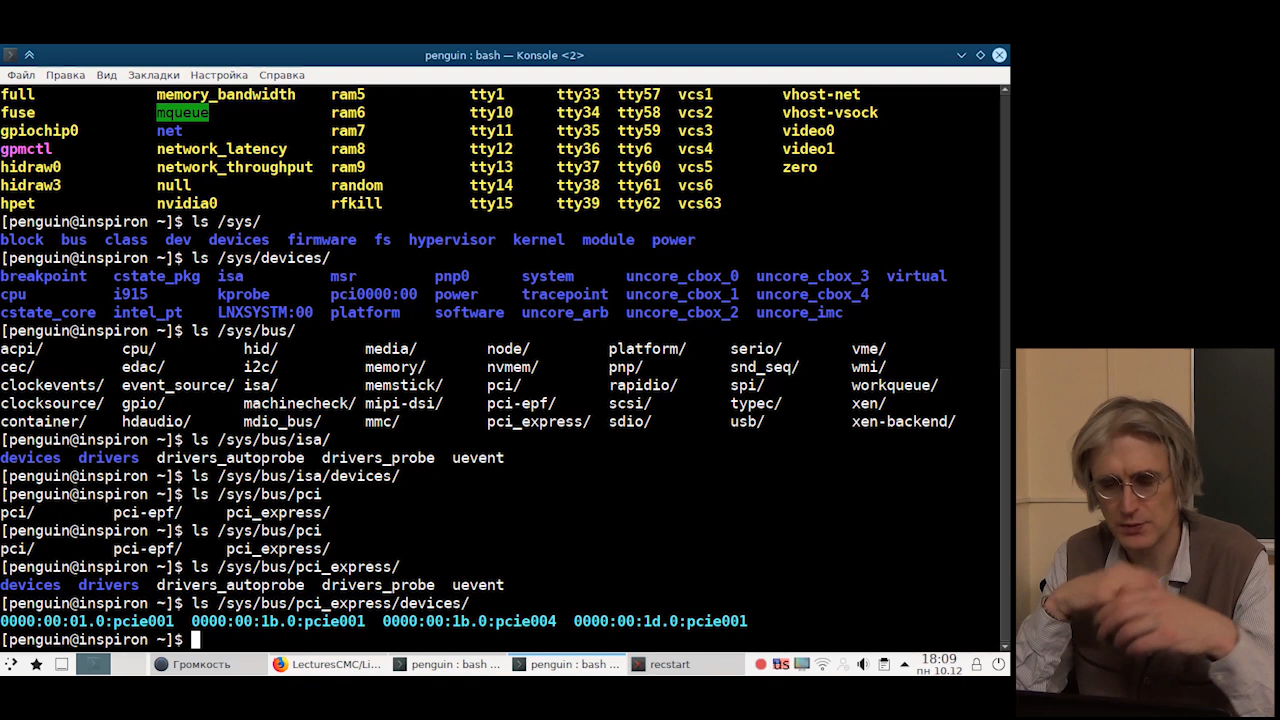 penguin : bash — Konsole <2>
Файл Правка Вид Закладки Настройка Справка
full memory_bandwidth ram5 tty1 tty33 tty57 vcs1 vhost-net
fuse mqueue ram6 tty10 tty34 tty58 vcs2 vhost-vsock
gpiochip0 net ram7 tty11 tty35 tty59 vcs3 video0
gpmctl network_latency ram8 tty12 tty36 tty6 vcs4 video1
hidraw0 network_throughput ram9 tty13 tty37 tty60 vcs5 zero
hidraw3 null random tty14 tty38 tty61 vcs6
hpet nvidia0 rfkill tty15 tty39 tty62 vcs63
[penguin@inspiron ~]$ ls /sys/
block bus class dev devices firmware fs hypervisor kernel module power
[penguin@inspiron ~]$ ls /sys/devices/
breakpoint cstate_pkg isa msr pnp0 system uncore_cbox_0 uncore_cbox_3 virtual
cpu i915 kprobe pci0000:00 power tracepoint uncore_cbox_1 uncore_cbox_4
cstate_core intel_pt LNXSYSTM:00 platform software uncore_arb uncore_cbox_2 uncore_imc
[penguin@inspiron ~]$ ls /sys/bus/
acpi/ cpu/ hid/ media/ node/ platform/ serio/ vme/
cec/ edac/ i2c/ memory/ nvmem/ pnp/ snd_seq/ wmi/
clockevents/ event_source/ isa/ memstick/ pci/ rapidio/ spi/ workqueue/
clocksource/ gpio/ machinecheck/ mipi-dsi/ pci-epf/ scsi/ typec/ xen/
container/ hdaudio/ mdio_bus/ mmc/ pci_express/ sdio/ usb/ xen-backend/
[penguin@inspiron ~]$ ls /sys/bus/isa/
devices drivers drivers_autoprobe drivers_probe uevent
[penguin@inspiron ~]$ ls /sys/bus/isa/devices/
[penguin@inspiron ~]$ ls /sys/bus/pci
pci/ pci-epf/ pci_express/
[penguin@inspiron ~]$ ls /sys/bus/pci
pci/ pci-epf/ pci_express/
[penguin@inspiron ~]$ ls /sys/bus/pci_express/
devices drivers drivers_autoprobe drivers_probe uevent
[penguin@inspiron ~]$ ls /sys/bus/pci_express/devices/
0000:00:01.0:pcie001 0000:00:1b.0:pcie001 0000:00:1b.0:pcie004 0000:00:1d.0:pcie001
[penguin@inspiron ~]$
Громкость LecturesCMC/Li... penguin : bash ... penguin : bash ... recstart US 18:09
пн 10.12